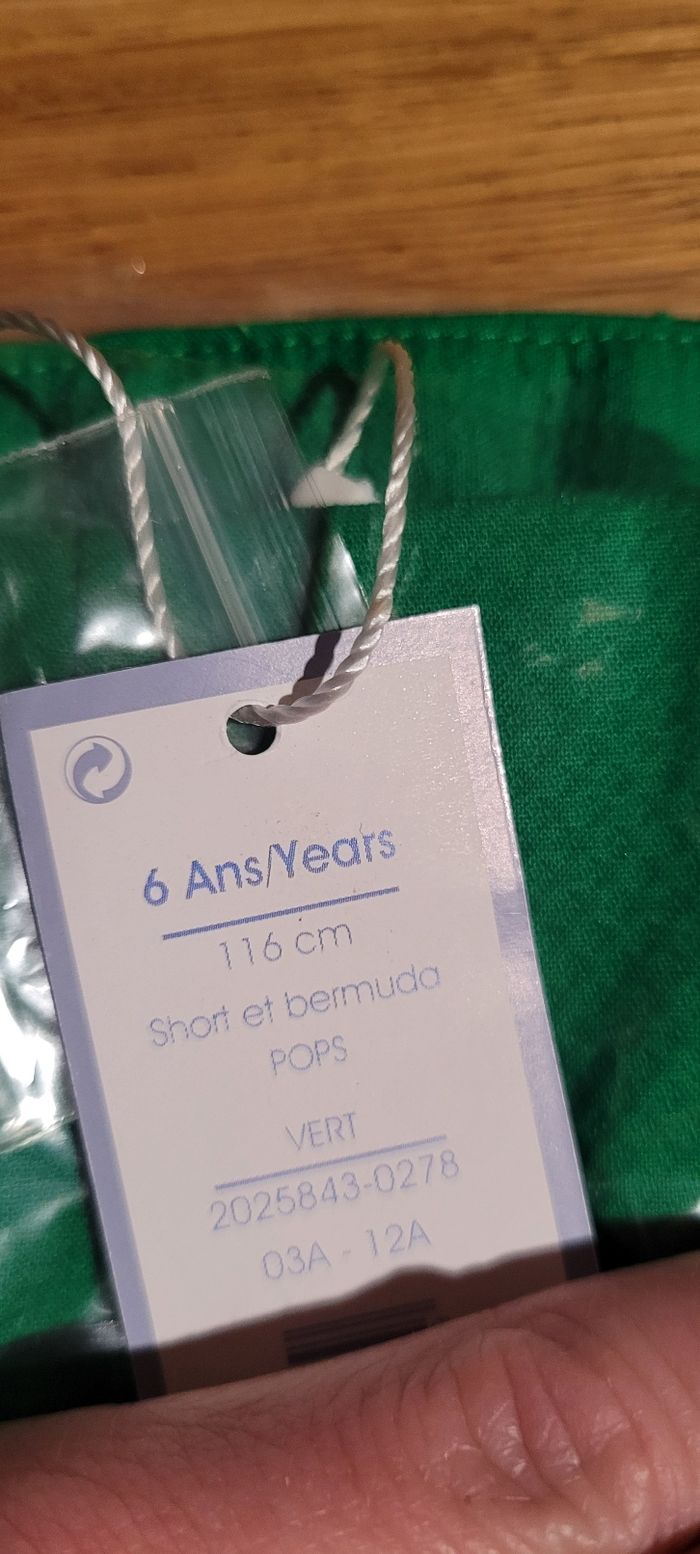 6 Ans/Years
116 cm
Short et bermuda
POPS
VERT
2025843-0278
03A - 12A